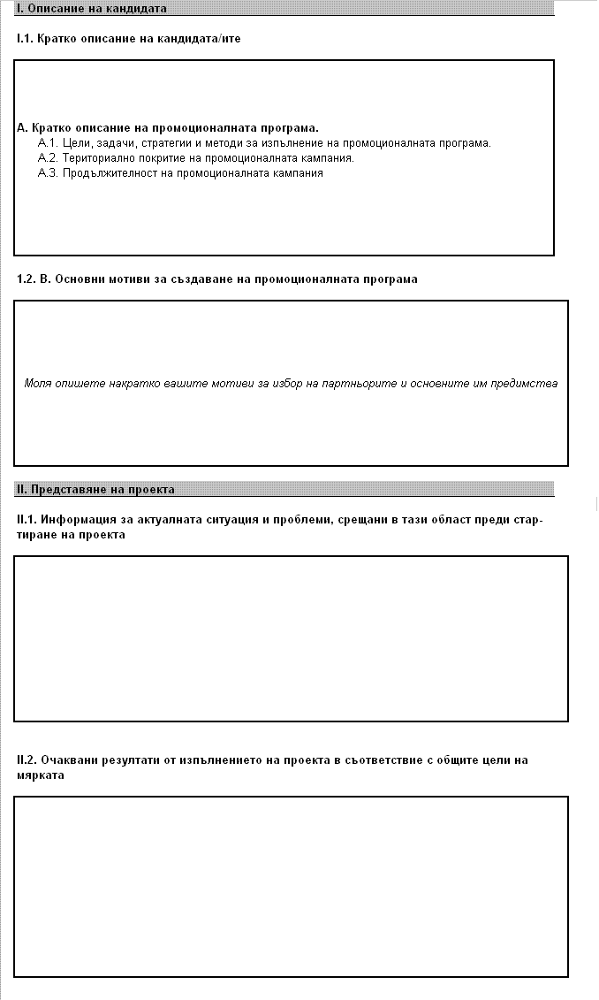 I. Описание на кандидата
I.1. Кратко описание на кандидата/ите
А. Кратко описание на промоционалната програма.
А.1. Цели, задачи, стратегии и методи за изпълнение на промоционалната програма.
А.2. Териториално покритие на промоционалната кампания.
А.3. Продължителност на промоционалната кампания
1.2. В. Основни мотиви за създаване на промоционалната програма
Моля опишете накратко вашите мотиви за избор на партньорите и основните им предимства
II. Представяне на проекта
II.1. Информация за актуалната ситуация и проблеми, срещани в тази област преди стар-
тиране на проекта
II.2. Очаквани резултати от изпълнението на проекта в съответствие с общите цели на
мярката